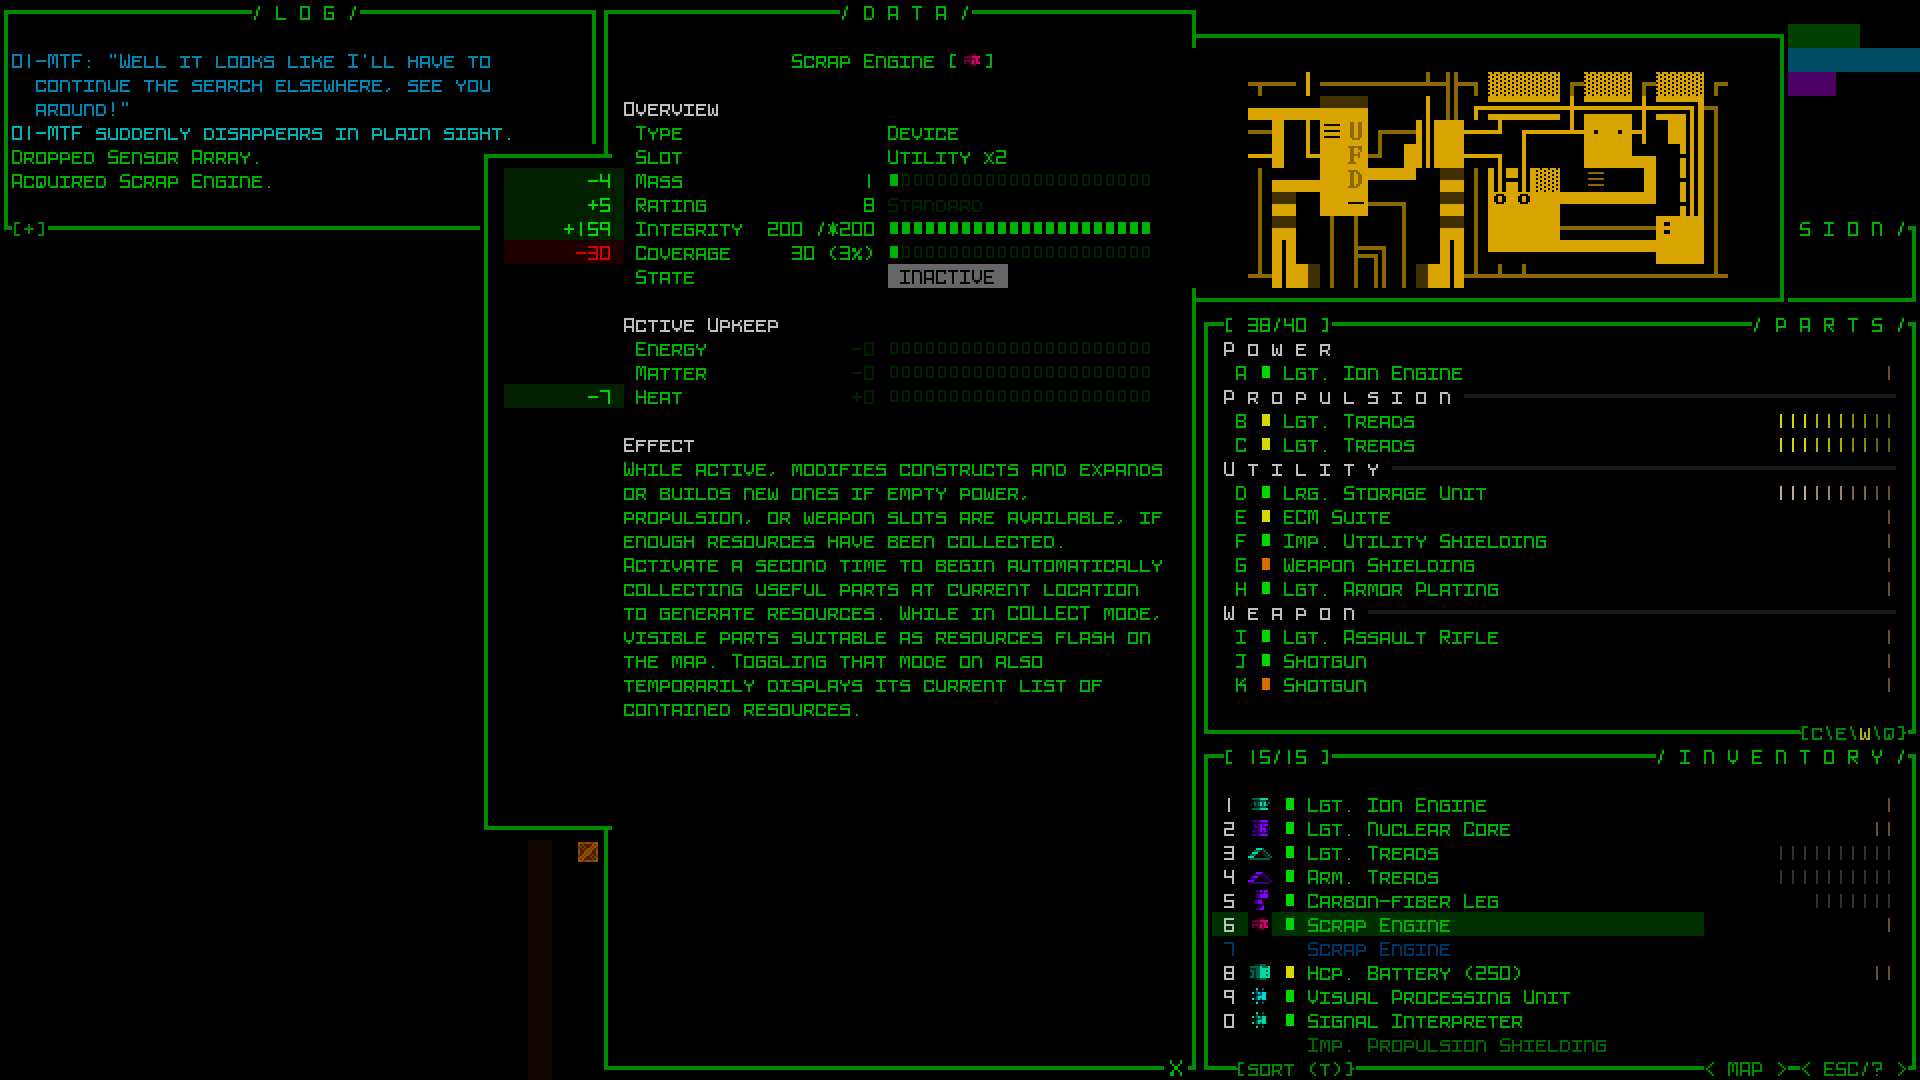 / L O G /
01-MTF: "WELL IT LOOKS LIKE I'LL HAVE TO
CONTINUE THE SEARCH ELSEWHERE, SEE YOU
AROUND!"
01-MTF SUDDENLY DISAPPEARS IN PLAIN SIGHT.
DROPPED SENSOR ARRAY.
ACQUIRED SCRAP ENGINE.
[+]
/ D A T A /
SCRAP ENGINE [ ]
OVERVIEW
TYPE DEVICE
SLOT UTILITY X2
-4 MASS 1
+5 RATING 8 STANDARD
+159 INTEGRITY 200 /*200
-30 COVERAGE 30 (3%)
STATE INACTIVE
ACTIVE UPKEEP
ENERGY -0
MATTER -0
-7 HEAT +0
EFFECT
WHILE ACTIVE, MODIFIES CONSTRUCTS AND EXPANDS
OR BUILDS NEW ONES IF EMPTY POWER,
PROPULSION, OR WEAPON SLOTS ARE AVAILABLE, IF
ENOUGH RESOURCES HAVE BEEN COLLECTED.
ACTIVATE A SECOND TIME TO BEGIN AUTOMATICALLY
COLLECTING USEFUL PARTS AT CURRENT LOCATION
TO GENERATE RESOURCES. WHILE IN COLLECT MODE,
VISIBLE PARTS SUITABLE AS RESOURCES FLASH ON
THE MAP. TOGGLING THAT MODE ON ALSO
TEMPORARILY DISPLAYS ITS CURRENT LIST OF
CONTAINED RESOURCES.
X
UFD
S I O N /
[ 38/40 ] / P A R T S /
P O W E R
A LGT. ION ENGINE
P R O P U L S I O N
B LGT. TREADS
C LGT. TREADS
U T I L I T Y
D LRG. STORAGE UNIT
E ECM SUITE
F IMP. UTILITY SHIELDING
G WEAPON SHIELDING
H LGT. ARMOR PLATING
W E A P O N
I LGT. ASSAULT RIFLE
J SHOTGUN
K SHOTGUN
[C\E\W\Q]
[ 15/15 ] / I N V E N T O R Y /
1 LGT. ION ENGINE
2 LGT. NUCLEAR CORE
3 LGT. TREADS
4 ARM. TREADS
5 CARBON-FIBER LEG
6 SCRAP ENGINE
7 SCRAP ENGINE
8 HCP. BATTERY (250)
9 VISUAL PROCESSING UNIT
0 SIGNAL INTERPRETER
IMP. PROPULSION SHIELDING
[SORT (T)] < MAP >-< ESC/? >